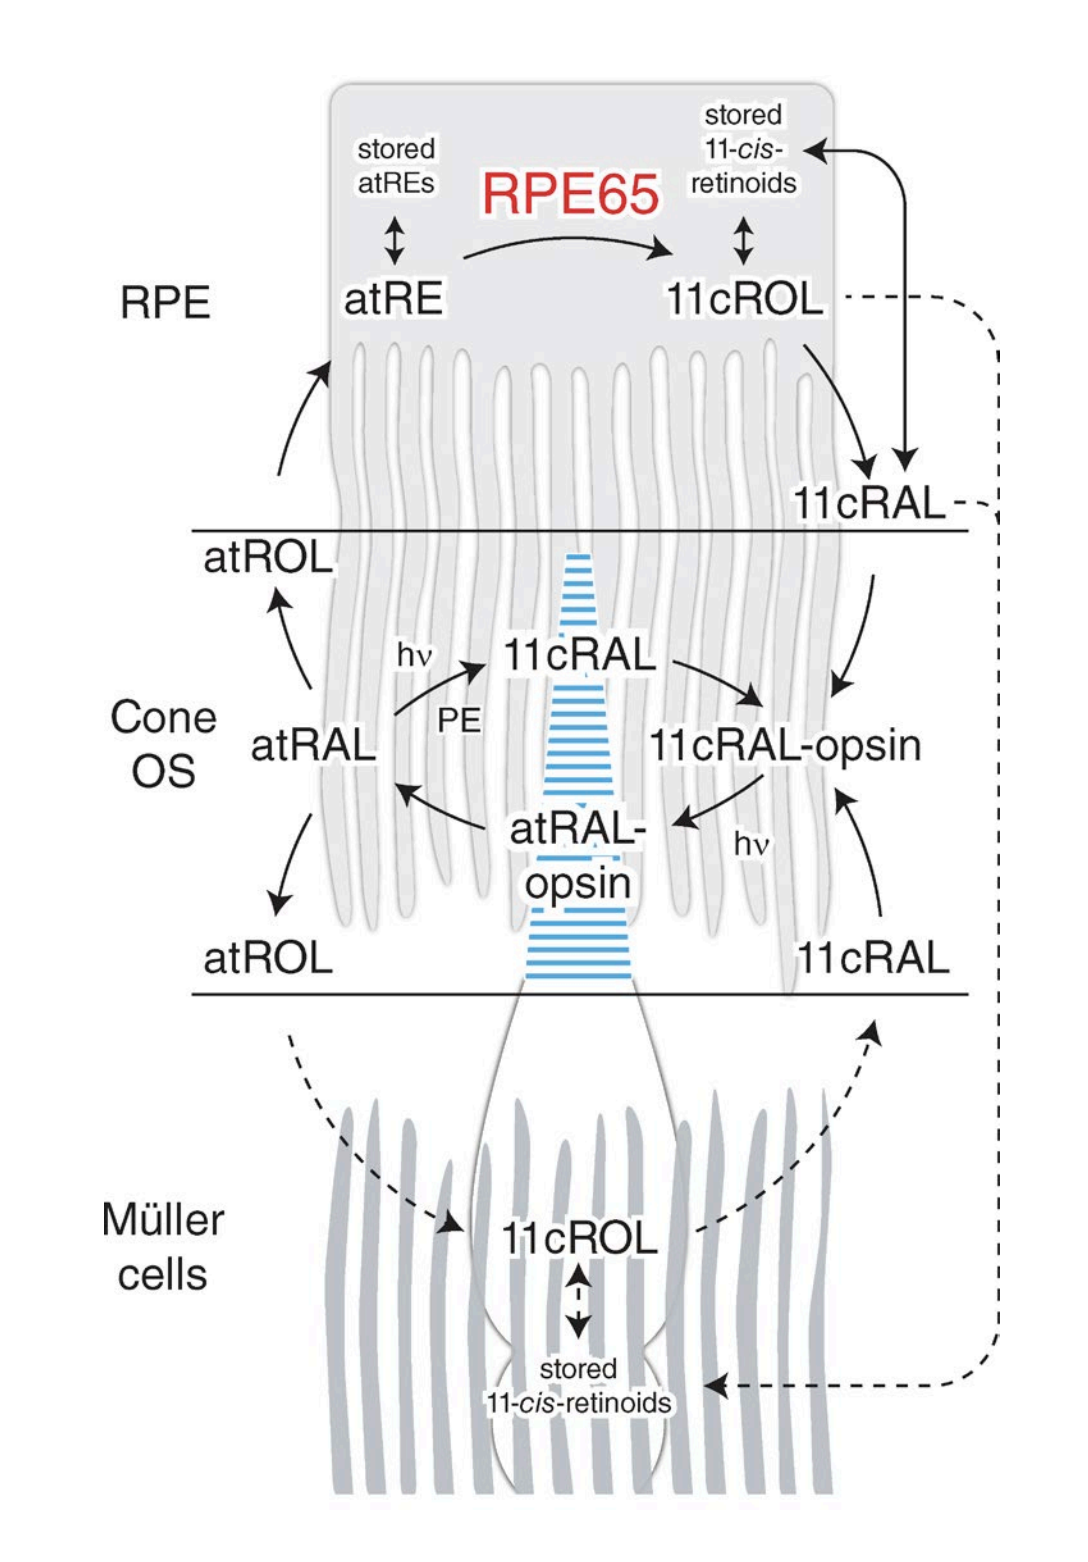 stored
11-cis-
retinoids
stored
atREs
RPE65
RPE
atRE
11cROL
11cRAL
atROL
hν
11cRAL
PE
Cone
OS
atRAL
11cRAL-opsin
atRAL-
opsin
hν
atROL
11cRAL
Müller
cells
11cROL
stored
11-cis-retinoids